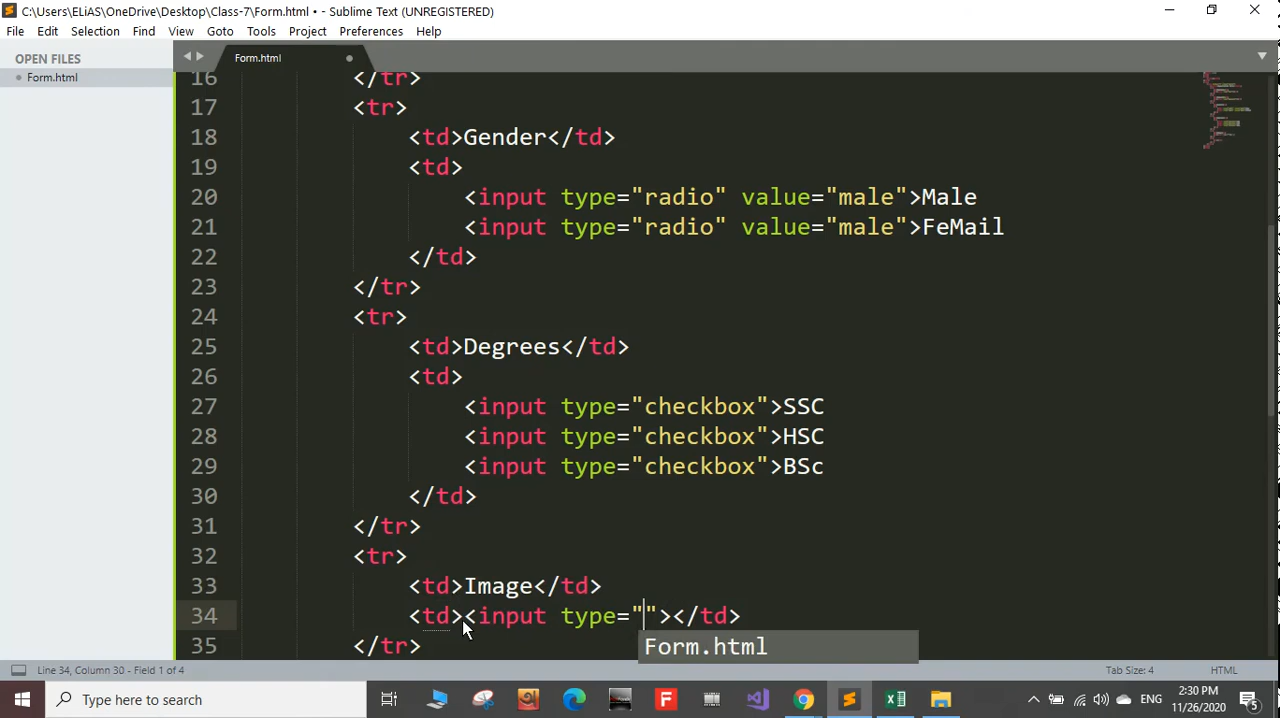 C:\Users\ELiAS\OneDrive\Desktop\Class-7\Form.html • - Sublime Text (UNREGISTERED)
File Edit Selection Find View Goto Tools Project Preferences Help
OPEN FILES
Form.html
Form.html
16 </tr>
17 <tr>
18 <td>Gender</td>
19 <td>
20 <input type="radio" value="male">Male
21 <input type="radio" value="male">FeMail
22 </td>
23 </tr>
24 <tr>
25 <td>Degrees</td>
26 <td>
27 <input type="checkbox">SSC
28 <input type="checkbox">HSC
29 <input type="checkbox">BSc
30 </td>
31 </tr>
32 <tr>
33 <td>Image</td>
34 <td><input type=""></td>
Form.html
35 </tr>
Line 34, Column 30 - Field 1 of 4
Tab Size: 4
HTML
Type here to search
ENG
2:30 PM
11/26/2020
5